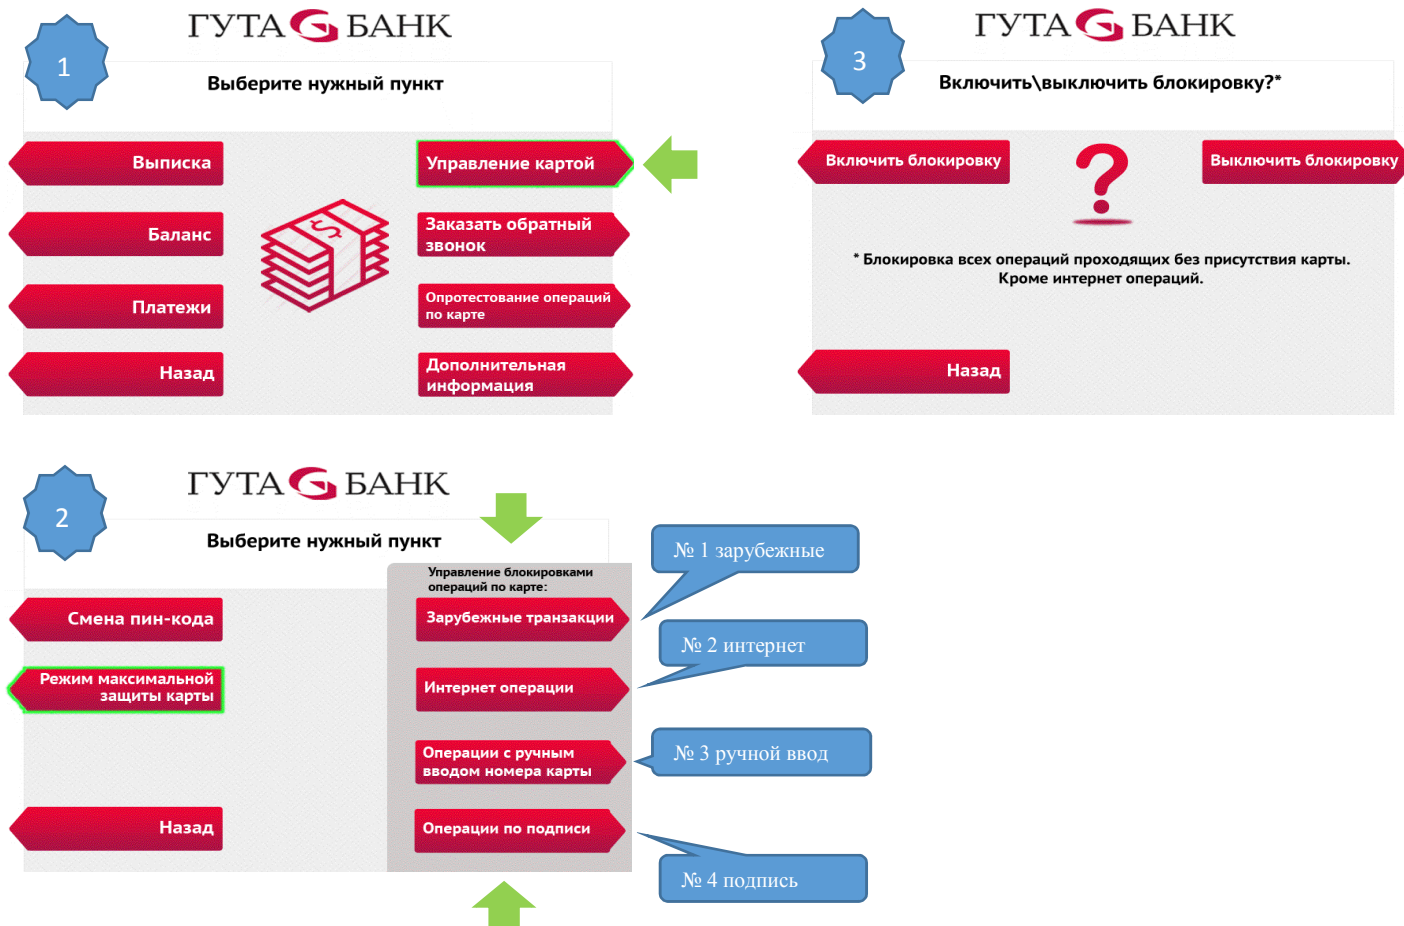 1
ГУТА БАНК
Выберите нужный пункт
Выписка
Баланс
Платежи
Назад
Управление картой
Заказать обратный
звонок
Опротестование операций
по карте
Дополнительная
информация
3
ГУТА БАНК
Включить\выключить блокировку?*
Включить блокировку
Выключить блокировку
* Блокировка всех операций проходящих без присутствия карты.
Кроме интернет операций.
Назад
2
ГУТА БАНК
Выберите нужный пункт
Смена пин-кода
Режим максимальной
защиты карты
Назад
Управление блокировками
операций по карте:
Зарубежные транзакции
Интернет операции
Операции с ручным
вводом номера карты
Операции по подписи
№ 1 зарубежные
№ 2 интернет
№ 3 ручной ввод
№ 4 подпись